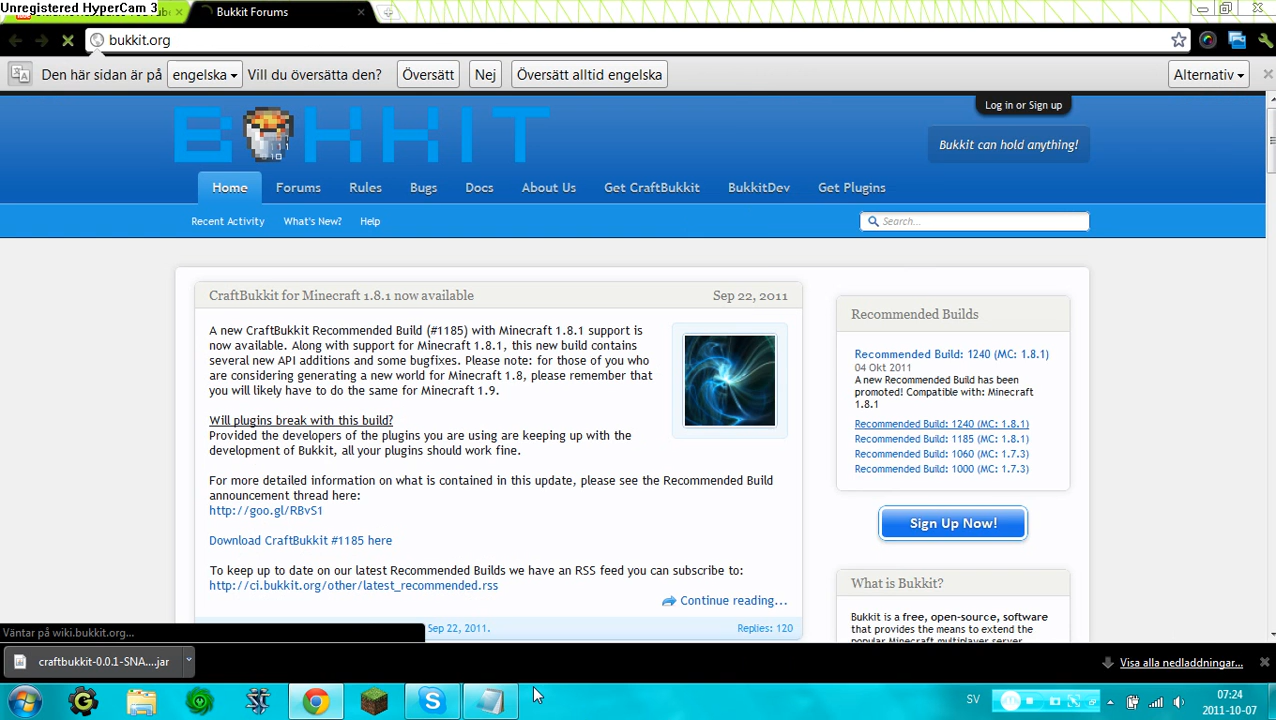 Unregistered HyperCam 3
Bukkit Forums
bukkit.org
Den här sidan är på engelska Vill du översätta den? Översätt Nej Översätt alltid engelska Alternativ
Log in or Sign up
BUKKIT
Bukkit can hold anything!
Home Forums Rules Bugs Docs About Us Get CraftBukkit BukkitDev Get Plugins
Recent Activity What's New? Help Search...
CraftBukkit for Minecraft 1.8.1 now available Sep 22, 2011
A new CraftBukkit Recommended Build (#1185) with Minecraft 1.8.1 support is
now available. Along with support for Minecraft 1.8.1, this new build contains
several new API additions and some bugfixes. Please note: for those of you who
are considering generating a new world for Minecraft 1.8, please remember that
you will likely have to do the same for Minecraft 1.9.
Will plugins break with this build?
Provided the developers of the plugins you are using are keeping up with the
development of Bukkit, all your plugins should work fine.
For more detailed information on what is contained in this update, please see the Recommended Build
announcement thread here:
http://goo.gl/RBvS1
Download CraftBukkit #1185 here
To keep up to date on our latest Recommended Builds we have an RSS feed you can subscribe to:
http://ci.bukkit.org/other/latest_recommended.rss
Continue reading...
Sep 22, 2011. Replies: 120
Recommended Builds
Recommended Build: 1240 (MC: 1.8.1)
04 Okt 2011
A new Recommended Build has been
promoted! Compatible with: Minecraft
1.8.1
Recommended Build: 1240 (MC: 1.8.1)
Recommended Build: 1185 (MC: 1.8.1)
Recommended Build: 1060 (MC: 1.7.3)
Recommended Build: 1000 (MC: 1.7.3)
Sign Up Now!
What is Bukkit?
Bukkit is a free, open-source, software
that provides the means to extend the
popular Minecraft multiplayer server
Väntar på wiki.bukkit.org...
craftbukkit-0.0.1-SNA....jar Visa alla nedladdningar...
SV
07:24
2011-10-07